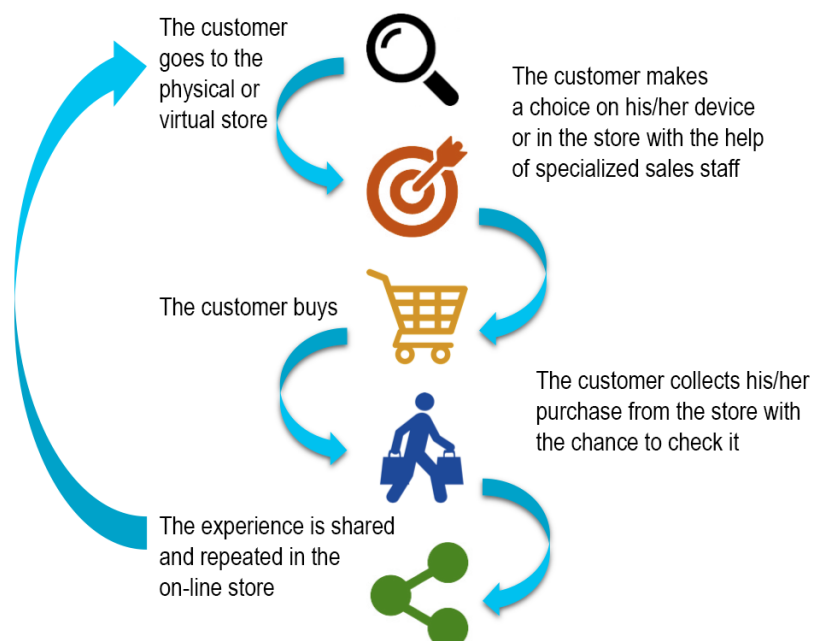 The customer
goes to the
physical or
virtual store
The customer makes
a choice on his/her device
or in the store with the help
of specialized sales staff
The customer buys
The customer collects his/her
purchase from the store with
the chance to check it
The experience is shared
and repeated in the
on-line store